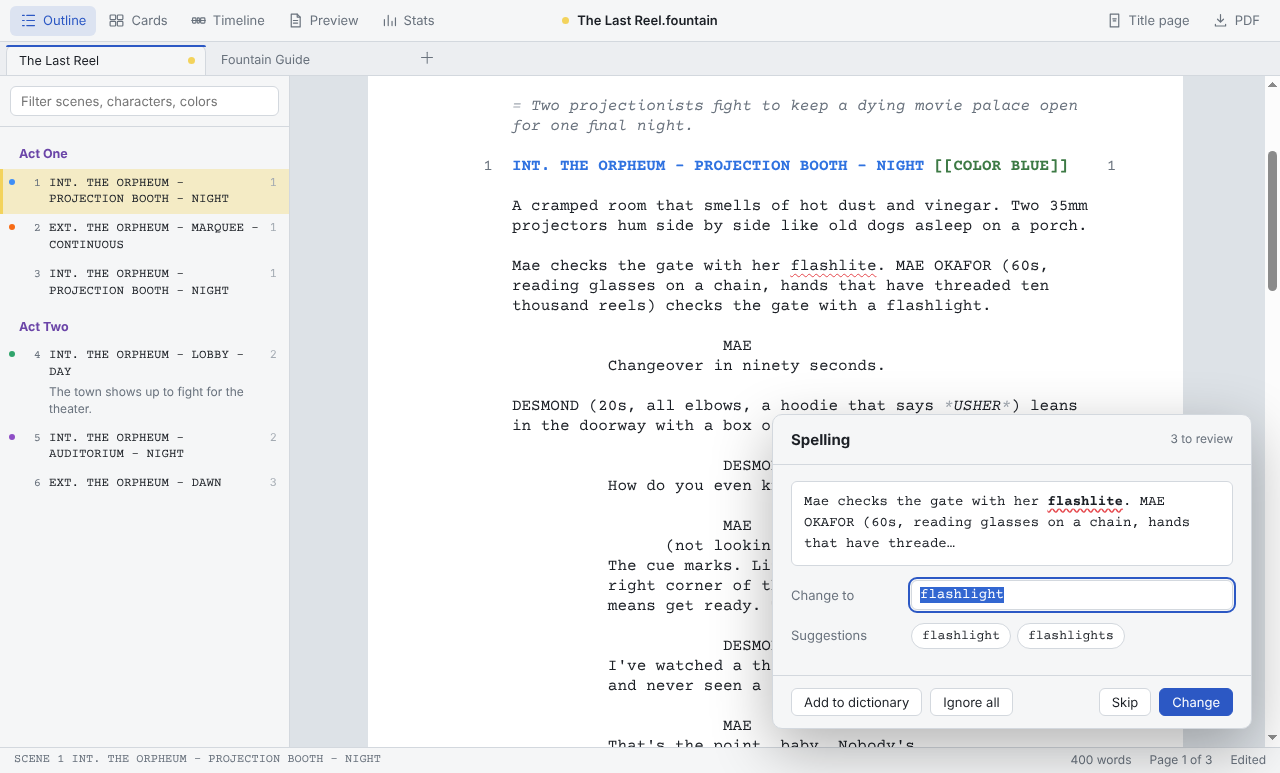 Outline
Cards
Timeline
Preview
Stats
The Last Reel.fountain
Title page
PDF
The Last Reel
Fountain Guide
Filter scenes, characters, colors
Act One
1 INT. THE ORPHEUM - 1
PROJECTION BOOTH - NIGHT
2 EXT. THE ORPHEUM - MARQUEE - 1
CONTINUOUS
3 INT. THE ORPHEUM - 1
PROJECTION BOOTH - NIGHT
Act Two
4 INT. THE ORPHEUM - LOBBY - 2
DAY
The town shows up to fight for the
theater.
5 INT. THE ORPHEUM - 2
AUDITORIUM - NIGHT
6 EXT. THE ORPHEUM - DAWN 3
= Two projectionists fight to keep a dying movie palace open
for one final night.
1 INT. THE ORPHEUM - PROJECTION BOOTH - NIGHT [[COLOR BLUE]] 1
A cramped room that smells of hot dust and vinegar. Two 35mm
projectors hum side by side like old dogs asleep on a porch.
Mae checks the gate with her flashlite. MAE OKAFOR (60s,
reading glasses on a chain, hands that have threaded ten
thousand reels) checks the gate with a flashlight.
MAE
Changeover in ninety seconds.
DESMOND (20s, all elbows, a hoodie that says *USHER*) leans
in the doorway with a box o
DESMO
How do you even k
MAE
(not lookin
The cue marks. Li
right corner of t
means get ready.
DESMO
I've watched a th
and never seen a
MAE
That's the point, baby. Nobody's
Spelling
3 to review
Mae checks the gate with her flashlite. MAE
OKAFOR (60s, reading glasses on a chain, hands
that have threade…
Change to
flashlight
Suggestions
flashlight
flashlights
Add to dictionary
Ignore all
Skip
Change
SCENE 1 INT. THE ORPHEUM - PROJECTION BOOTH - NIGHT
400 words
Page 1 of 3
Edited